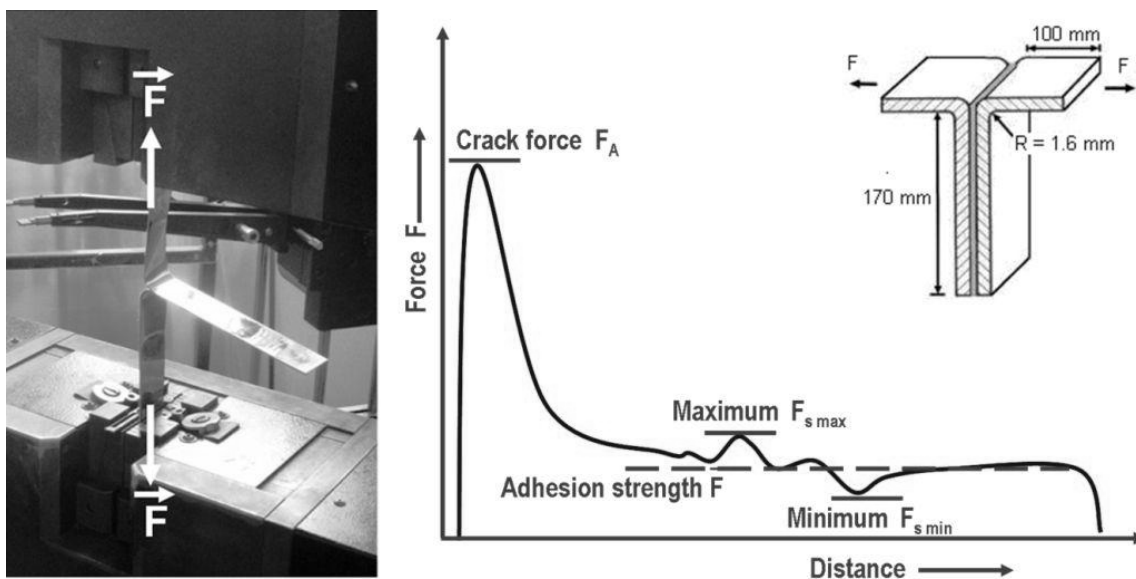 F
F
Force F
Crack force F_A
Maximum F_s max
Adhesion strength F
Minimum F_s min
Distance
100 mm
F
F
R = 1.6 mm
170 mm